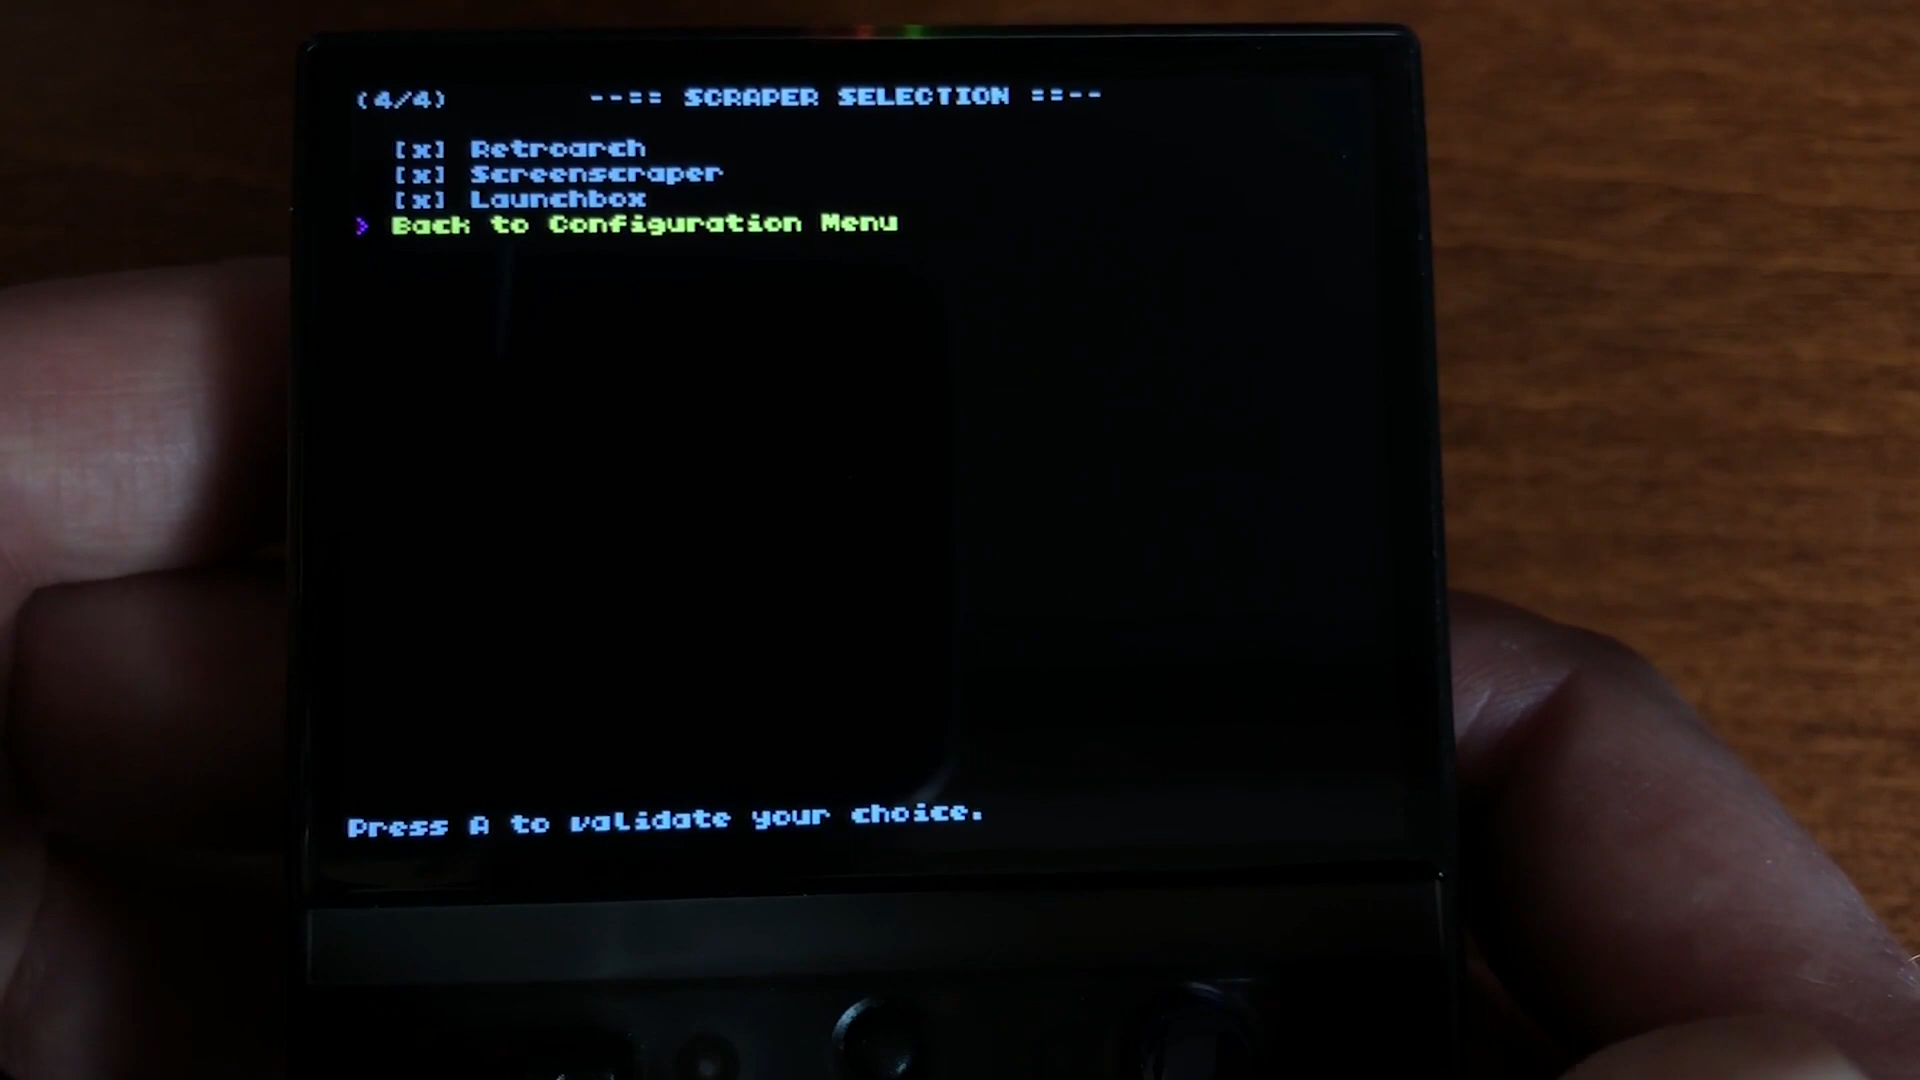 (4/4) --== SCRAPER SELECTION ==--
[x] Retroarch
[x] Screenscraper
[x] Launchbox
> Back to Configuration Menu
Press A to validate your choice.